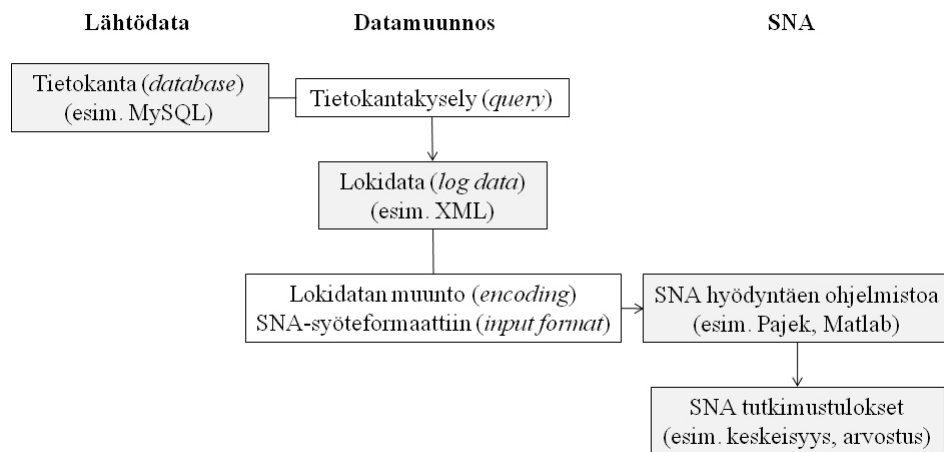 Lähtödata
Datamuunnos
SNA
Tietokanta (database)
(esim. MySQL)
Tietokantakysely (query)
Lokidata (log data)
(esim. XML)
Lokidatan muunto (encoding)
SNA-syöteformaattiin (input format)
SNA hyödyntäen ohjelmistoa
(esim. Pajek, Matlab)
SNA tutkimustulokset
(esim. keskeisyys, arvostus)